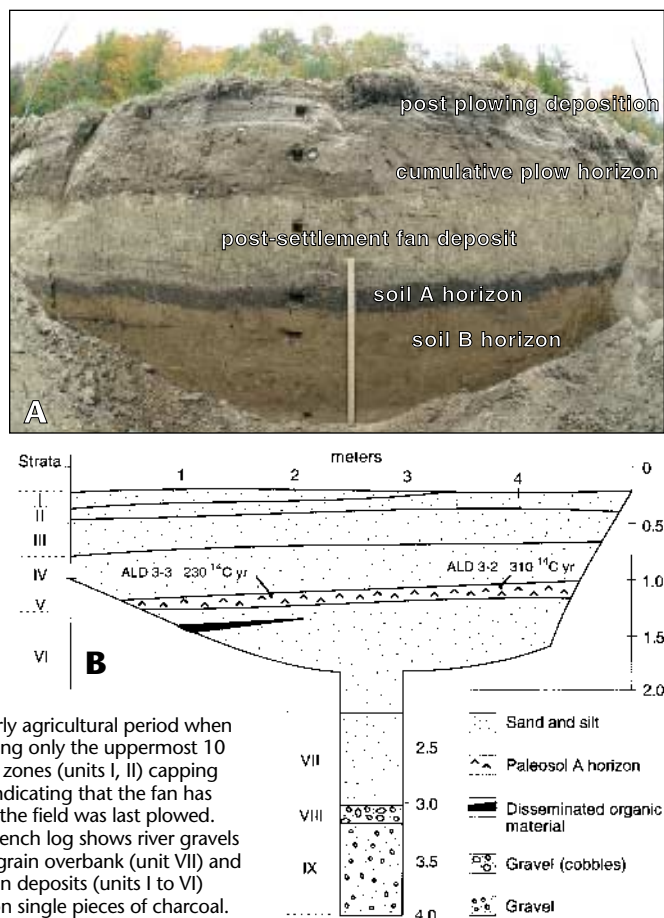 post plowing deposition
cumulative plow horizon
post-settlement fan deposit
soil A horizon
soil B horizon
A
Strata
meters
1
2
3
4
0
I
II
0.5
III
IV
ALD 3-3 230 14C yr
ALD 3-2 310 14C yr
1.0
V
VI
B
1.5
2.0
rly agricultural period when
ng only the uppermost 10
zones (units I, II) capping
ndicating that the fan has
the field was last plowed.
ench log shows river gravels
grain overbank (unit VII) and
n deposits (units I to VI)
on single pieces of charcoal.
VII
2.5
3.0
VIII
3.5
IX
4.0
Sand and silt
Paleosol A horizon
Disseminated organic
material
Gravel (cobbles)
Gravel